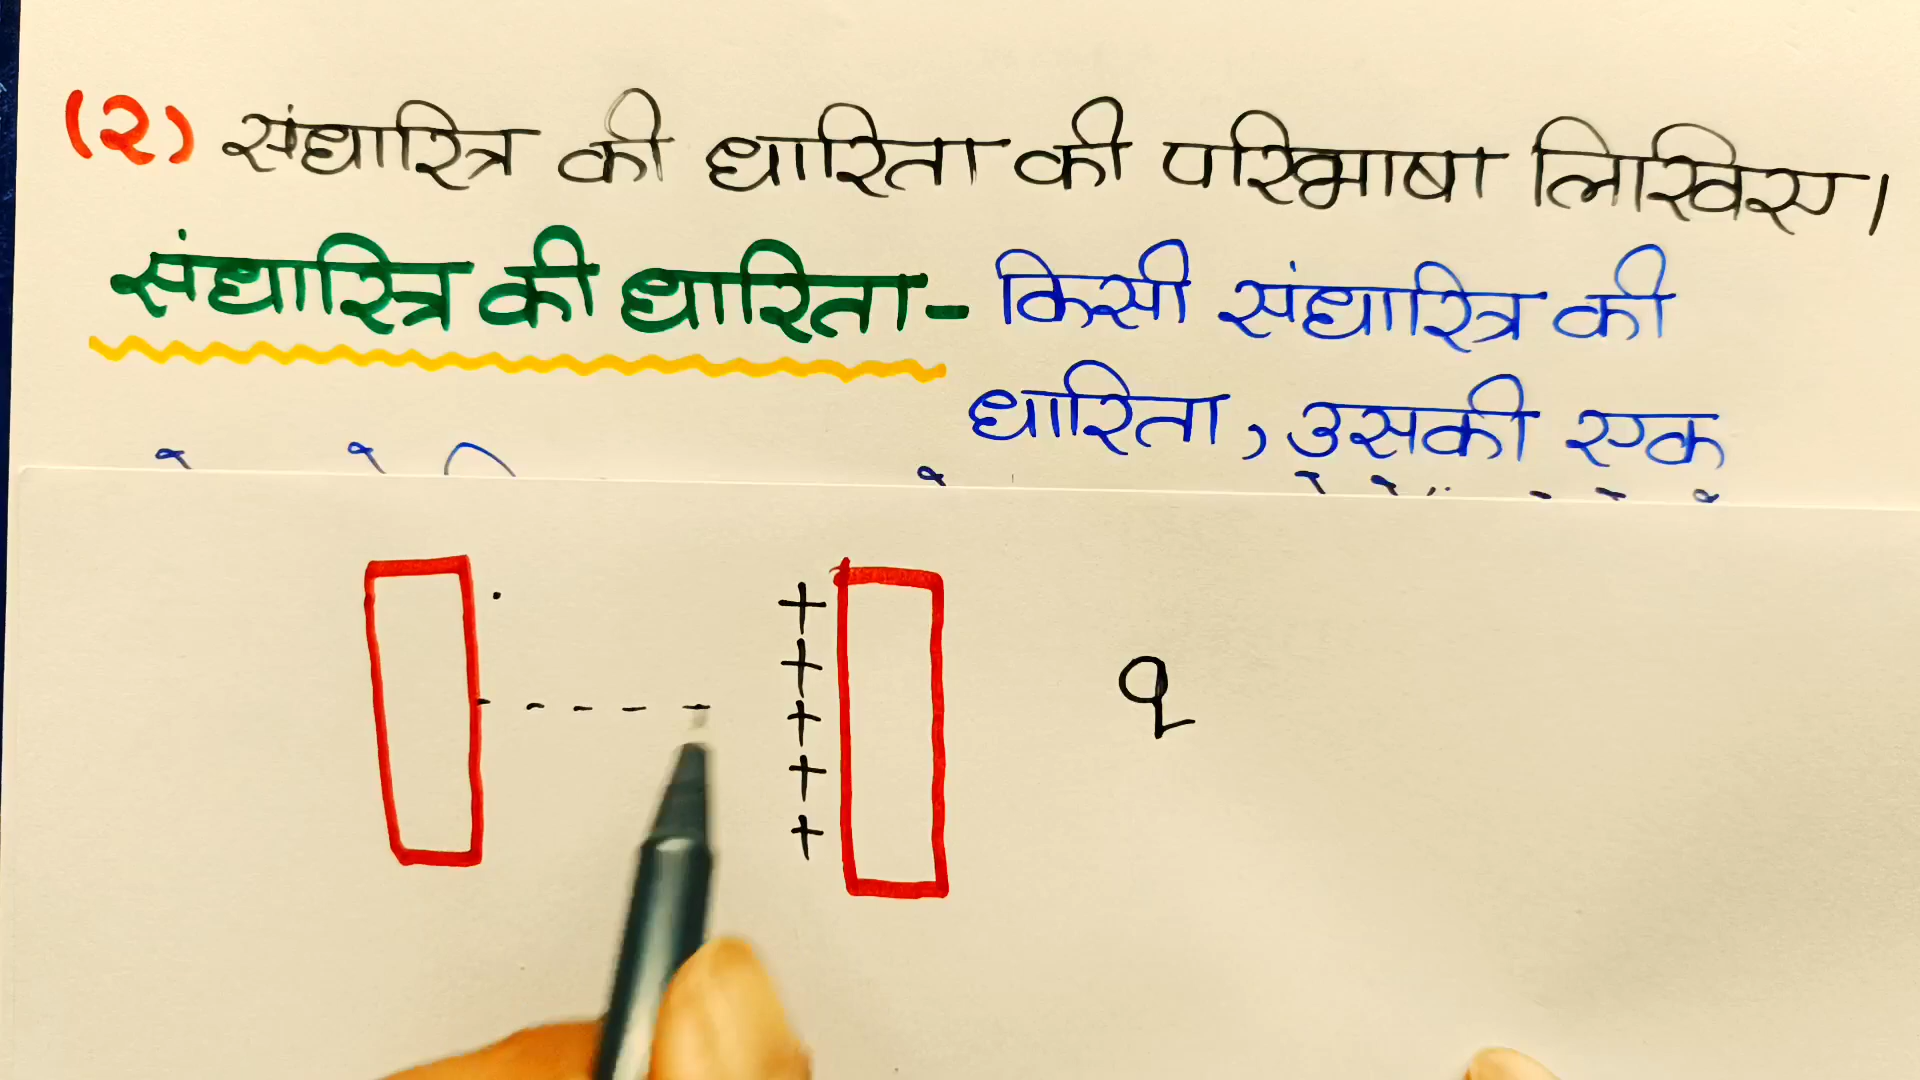 (२) संधारित्र की धारिता की परिभाषा लिखिए।
संधारित्र की धारिता- किसी संधारित्र की
धारिता, उसकी एक
+
+
+
+
+
q